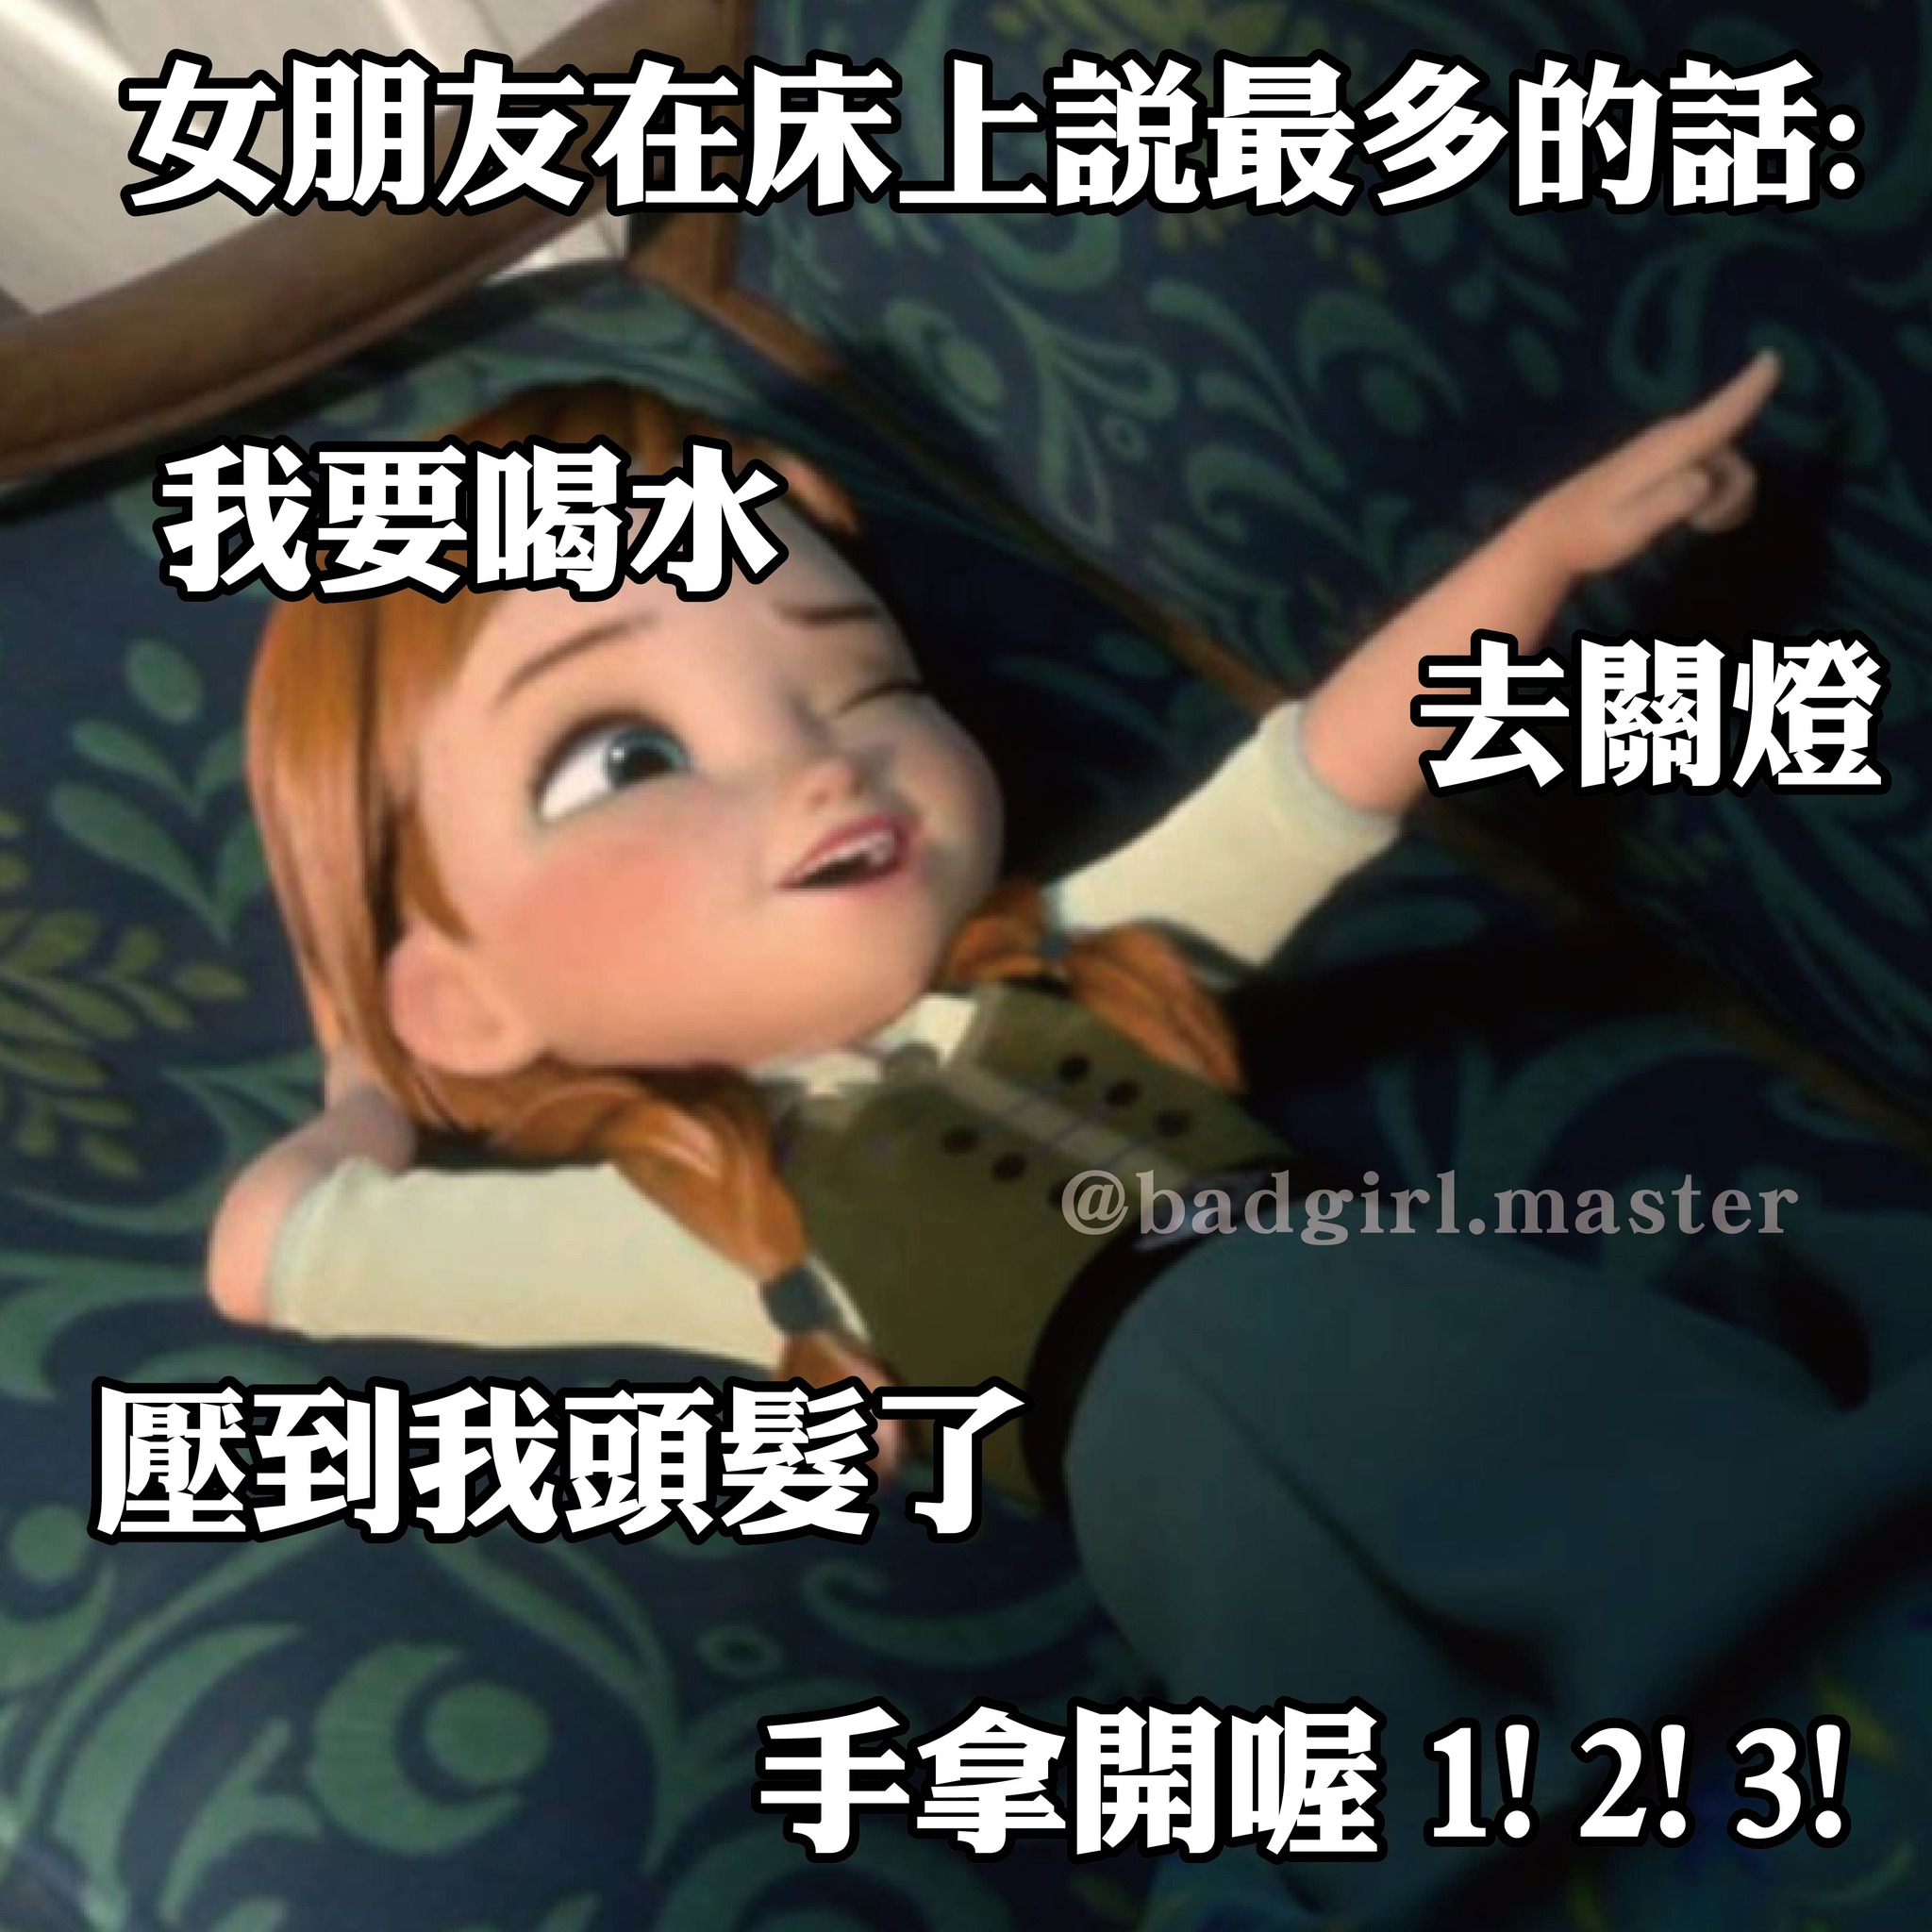 女朋友在床上説最多的話:
我要喝水
去關燈
@badgirl.master
壓到我頭髮了
手拿開喔 1! 2! 3!